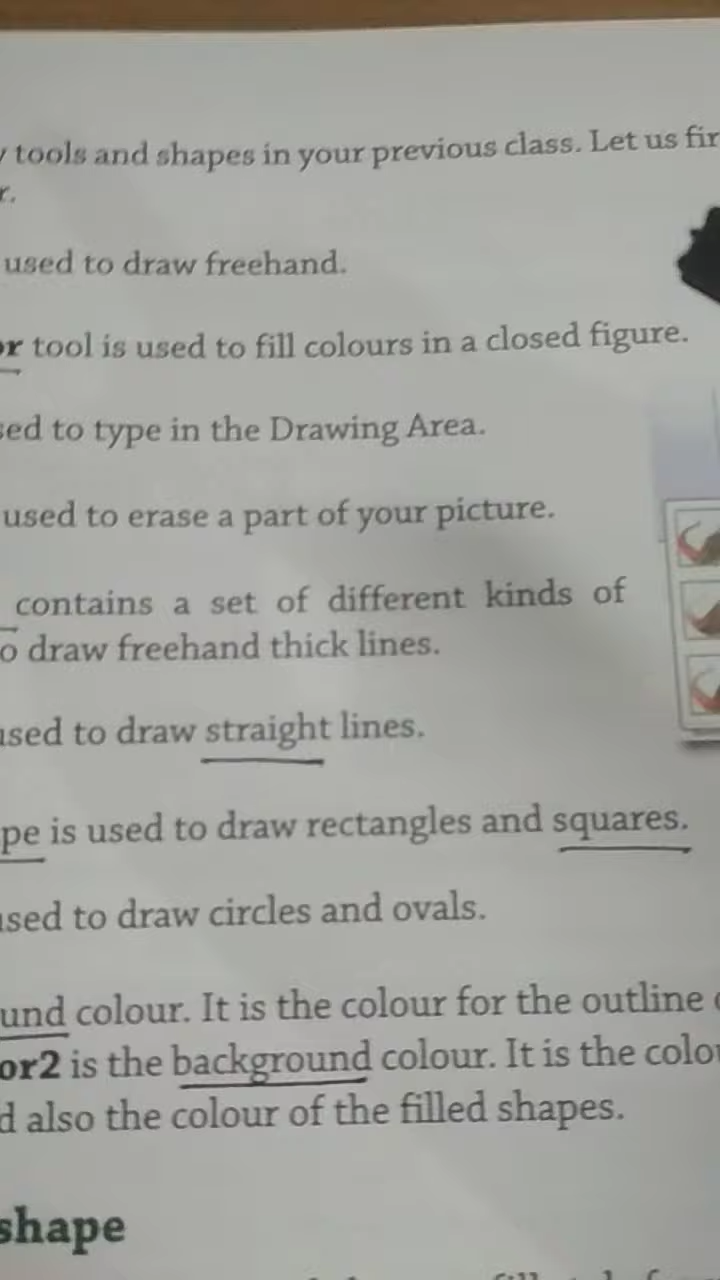 tools and shapes in your previous class. Let us fir
r.
used to draw freehand.
or tool is used to fill colours in a closed figure.
sed to type in the Drawing Area.
used to erase a part of your picture.
contains a set of different kinds of
o draw freehand thick lines.
used to draw straight lines.
pe is used to draw rectangles and squares.
used to draw circles and ovals.
und colour. It is the colour for the outline
or2 is the background colour. It is the colou
d also the colour of the filled shapes.
shape